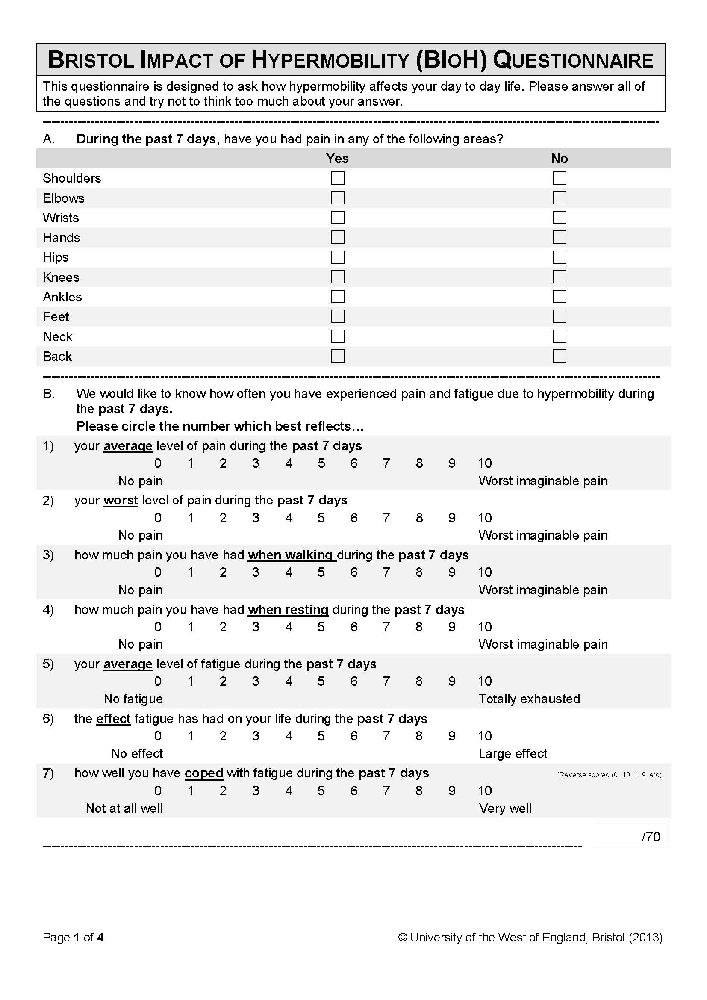 BRISTOL IMPACT OF HYPERMOBILITY (BIOH) QUESTIONNAIRE
This questionnaire is designed to ask how hypermobility affects your day to day life. Please answer all of
the questions and try not to think too much about your answer.
A. During the past 7 days, have you had pain in any of the following areas?
Yes No
Shoulders
Elbows
Wrists
Hands
Hips
Knees
Ankles
Feet
Neck
Back
B. We would like to know how often you have experienced pain and fatigue due to hypermobility during
the past 7 days.
Please circle the number which best reflects…
1) your average level of pain during the past 7 days
0 1 2 3 4 5 6 7 8 9 10
No pain Worst imaginable pain
2) your worst level of pain during the past 7 days
0 1 2 3 4 5 6 7 8 9 10
No pain Worst imaginable pain
3) how much pain you have had when walking during the past 7 days
0 1 2 3 4 5 6 7 8 9 10
No pain Worst imaginable pain
4) how much pain you have had when resting during the past 7 days
0 1 2 3 4 5 6 7 8 9 10
No pain Worst imaginable pain
5) your average level of fatigue during the past 7 days
0 1 2 3 4 5 6 7 8 9 10
No fatigue Totally exhausted
6) the effect fatigue has had on your life during the past 7 days
0 1 2 3 4 5 6 7 8 9 10
No effect Large effect
7) how well you have coped with fatigue during the past 7 days *Reverse scored (0=10, 1=9, etc)
0 1 2 3 4 5 6 7 8 9 10
Not at all well Very well
/70
Page 1 of 4 © University of the West of England, Bristol (2013)